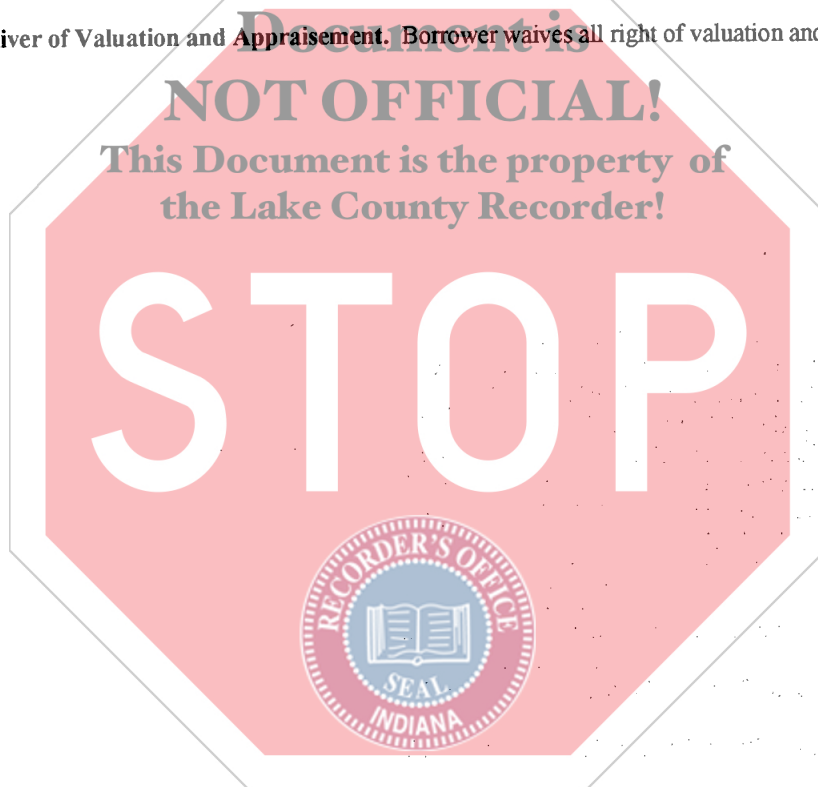 Document is
iver of Valuation and Appraisement. Borrower waives all right of valuation and
NOT OFFICIAL!
This Document is the property of
the Lake County Recorder!
STOP
RECORDER'S OFFICE
SEAL
INDIANA